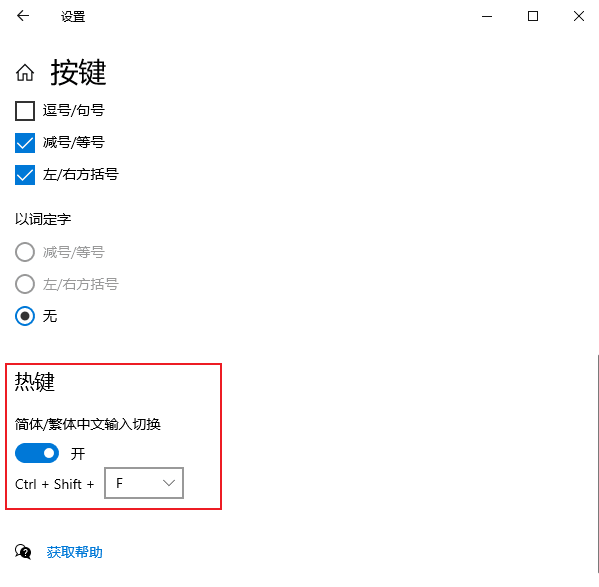 设置
按键
逗号/句号
减号/等号
左/右方括号
以词定字
减号/等号
左/右方括号
无
热键
简体/繁体中文输入切换
开
Ctrl + Shift + F
获取帮助